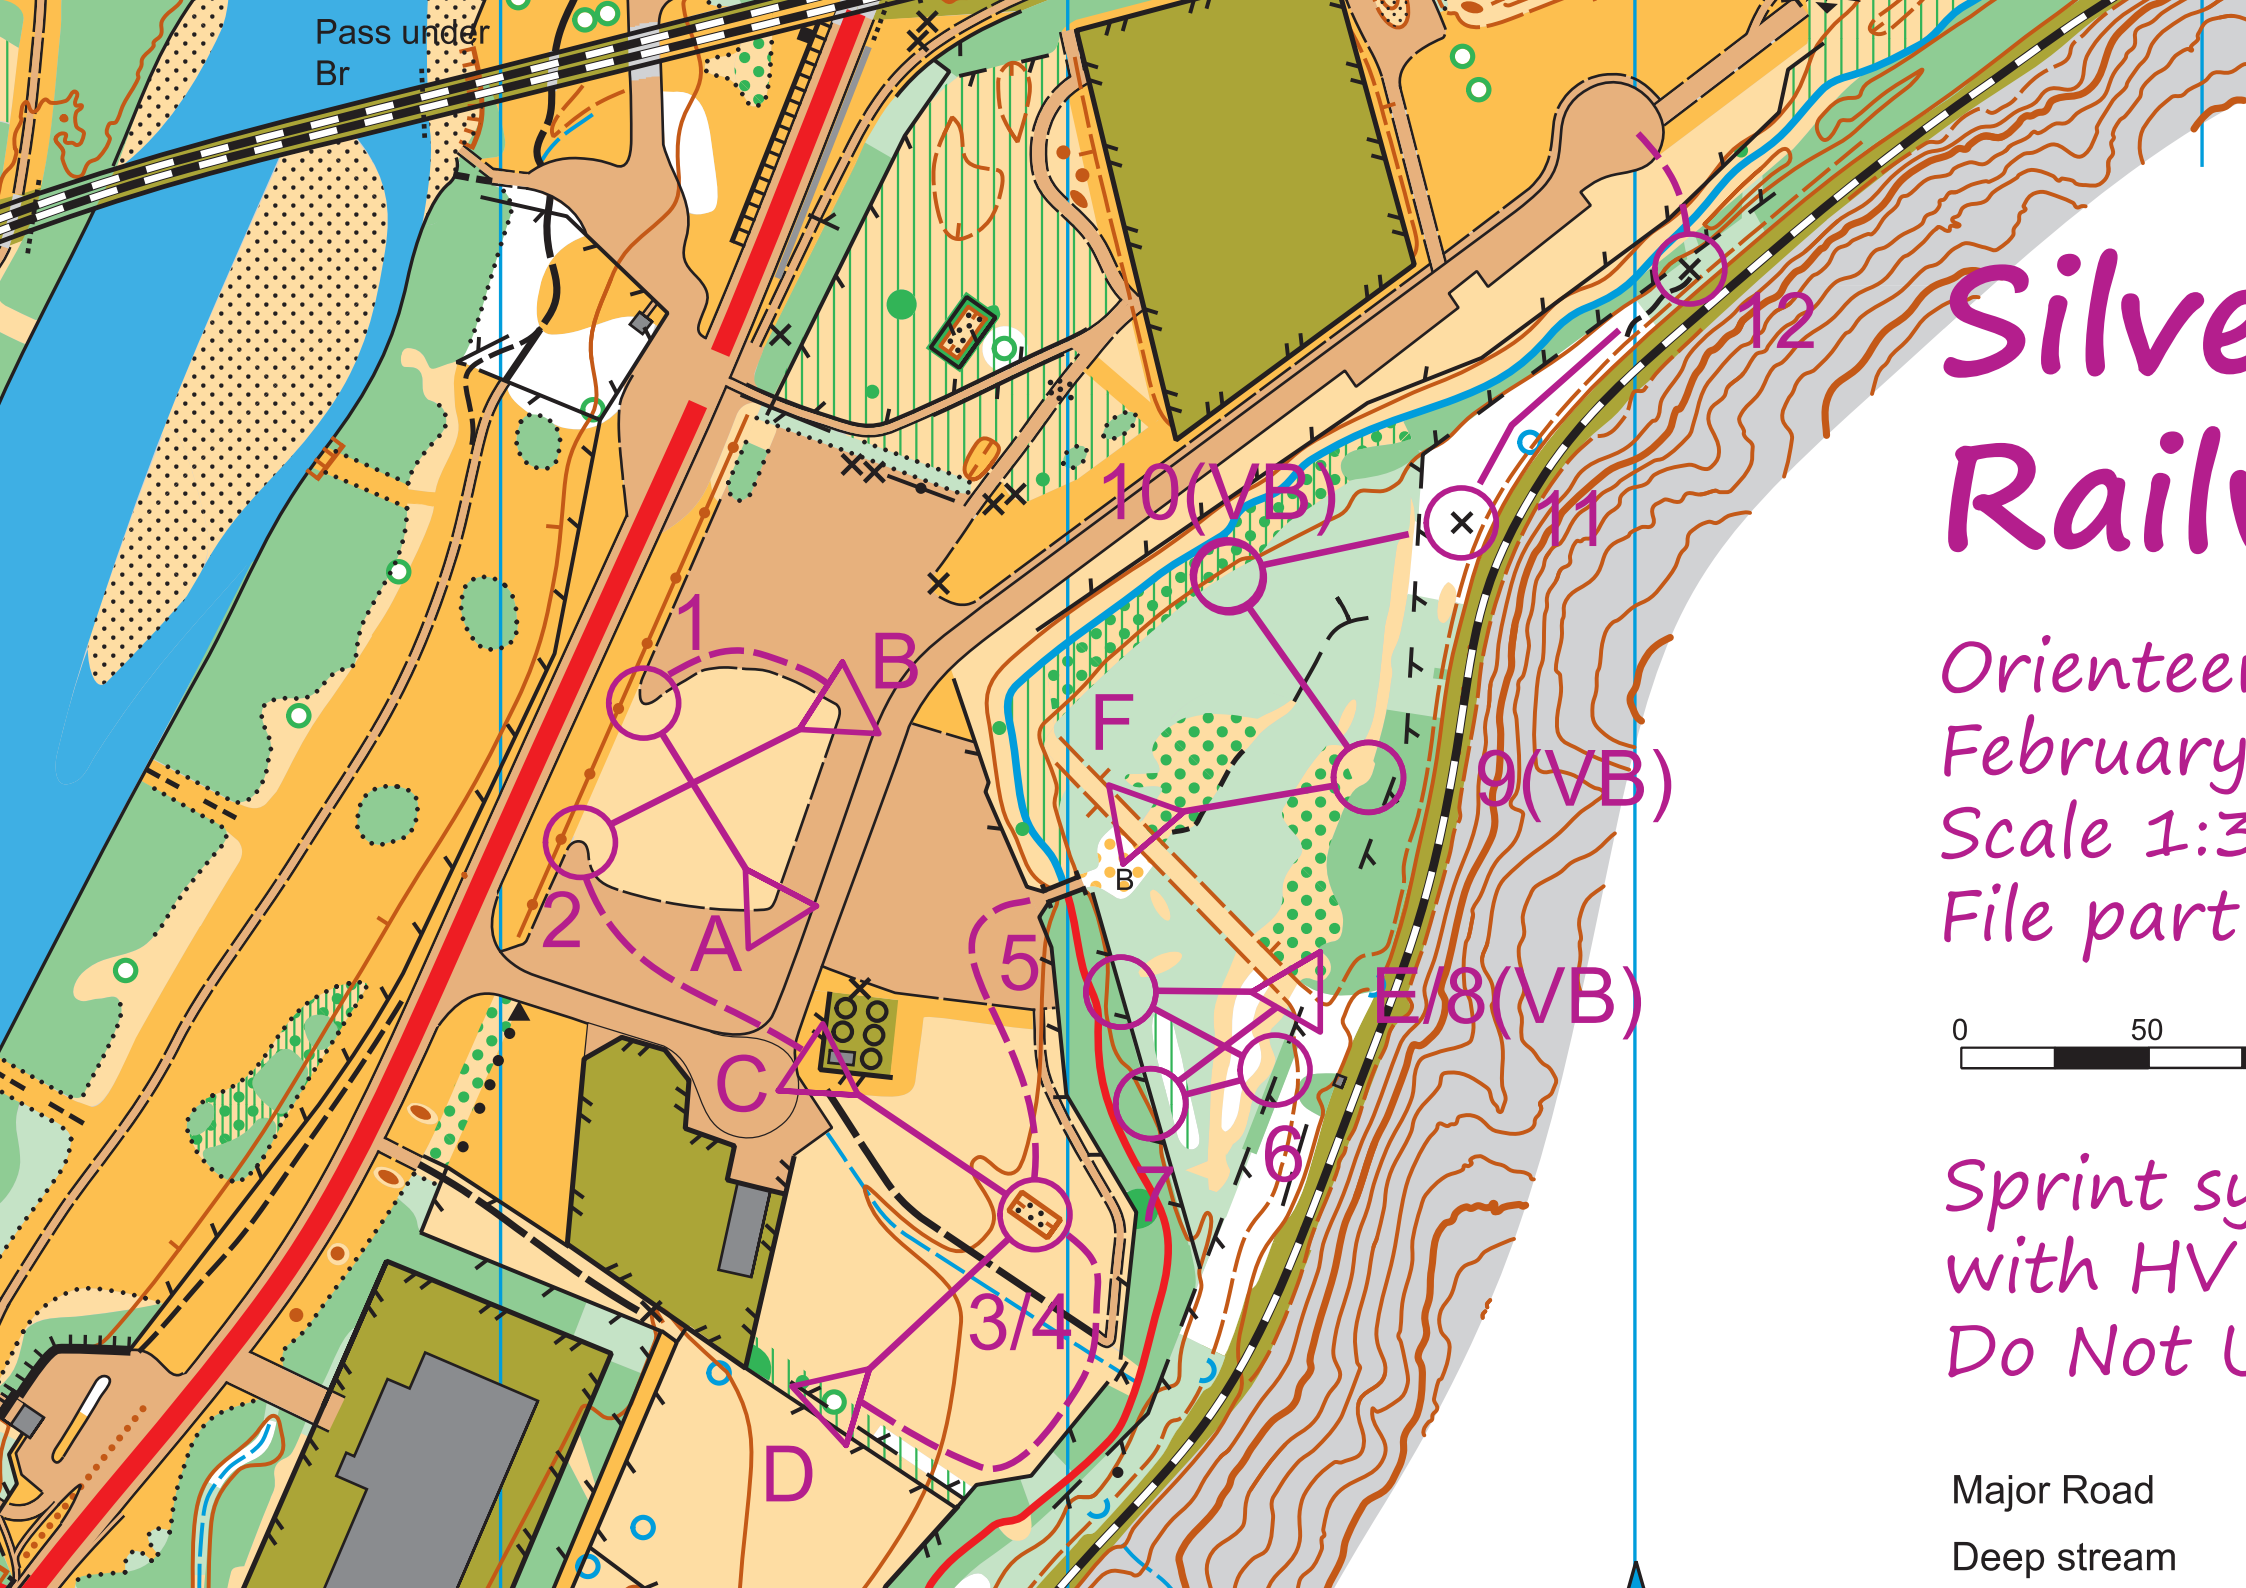 Pass under
Br
Silve
Railw
Orienteer
February
Scale 1:3
File part
0 50
Sprint sy
with HV
Do Not U
Major Road
Deep stream
12
10(VB)
11
1
B
F
9(VB)
B
2
A
5
E/8(VB)
C
6
7
3/4
D